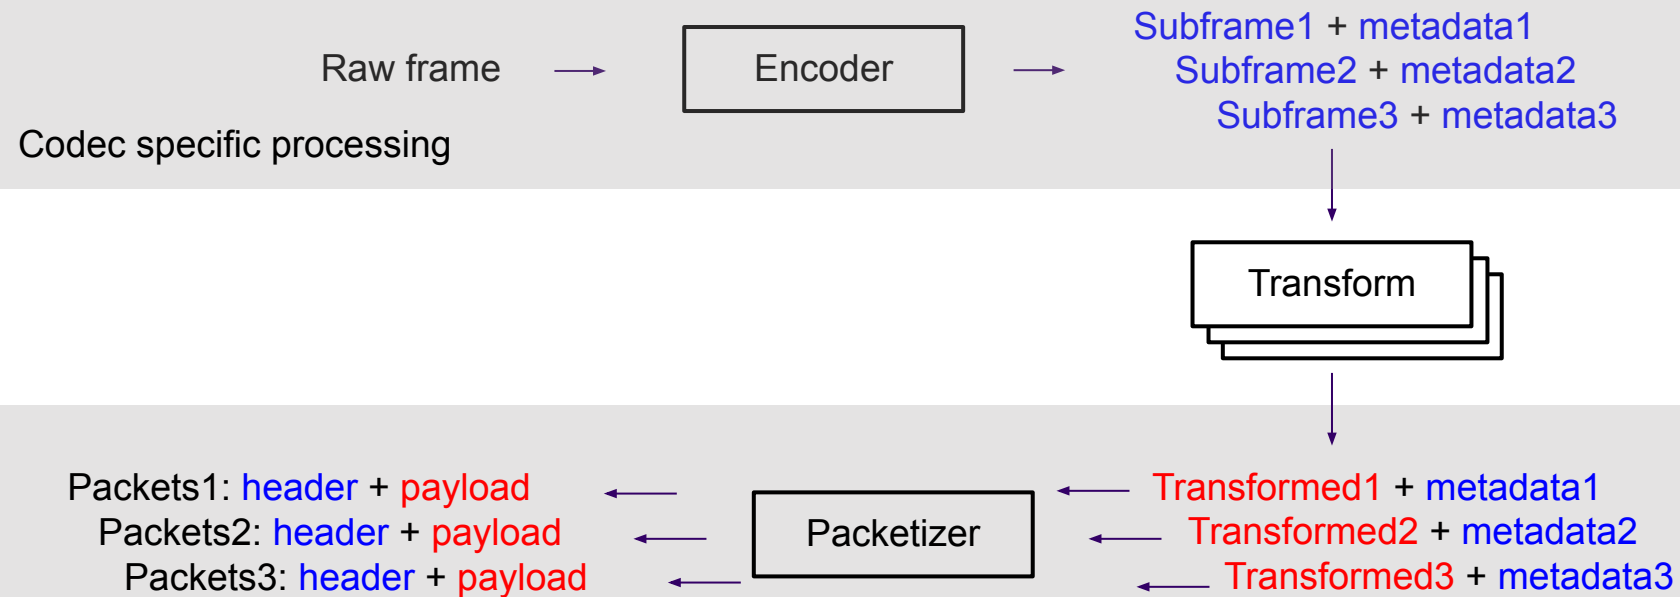 Raw frame
Encoder
Subframe1 + metadata1
Subframe2 + metadata2
Subframe3 + metadata3
Codec specific processing
Transform
Packets1: header + payload
Packets2: header + payload
Packets3: header + payload
Packetizer
Transformed1 + metadata1
Transformed2 + metadata2
Transformed3 + metadata3